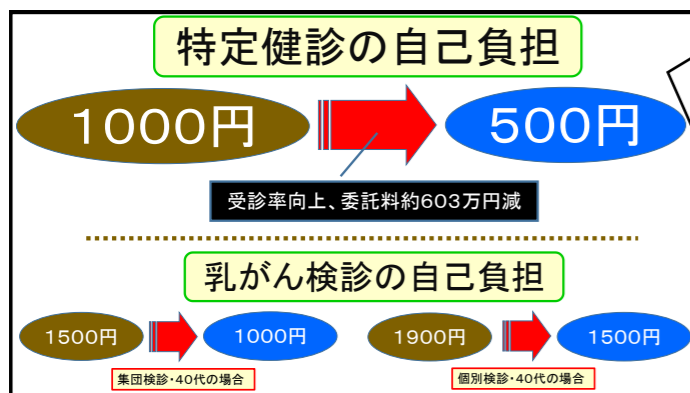 特定健診の自己負担
1000円
500円
受診率向上、委託料約603万円減
乳がん検診の自己負担
1500円
1000円
1900円
1500円
集団検診・40代の場合
個別検診・40代の場合